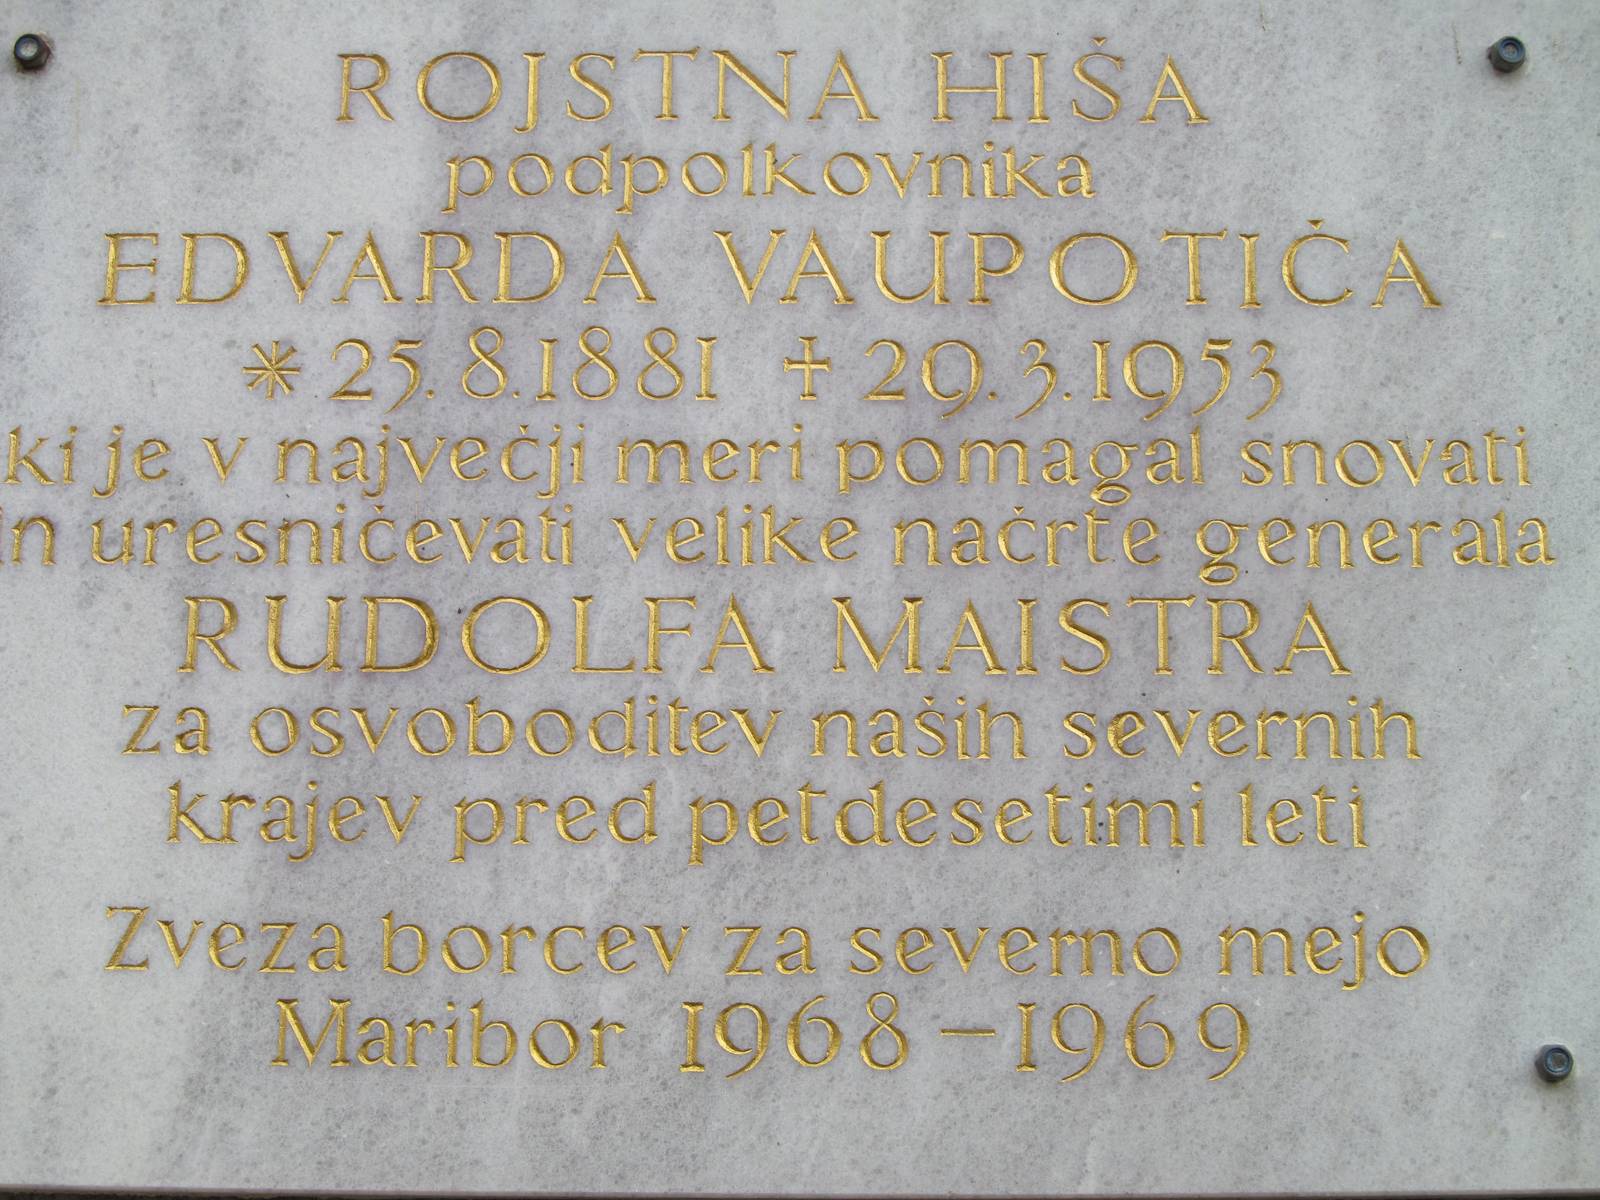 ROJSTNA HIŠA
podpolkovnika
EDVARDA VAUPOTIČA
* 25.8.1881 + 29.3.1953
ki je v največji meri pomagal snovati
in uresničevati velike načrte generala
RUDOLFA MAISTRA
za osvoboditev naših severnih
krajev pred petdesetimi leti
Zveza borcev za severno mejo
Maribor 1968 – 1969